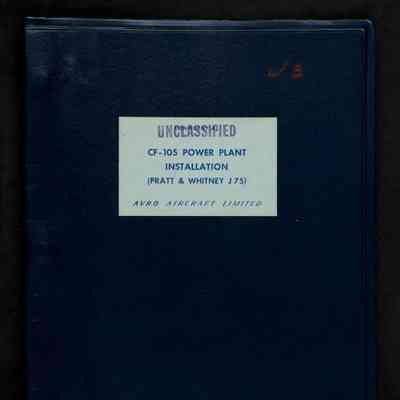 UNCLASSIFIED
CF-105 POWER PLANT
INSTALLATION
(PRATT & WHITNEY J75)
AVRO AIRCRAFT LIMITED